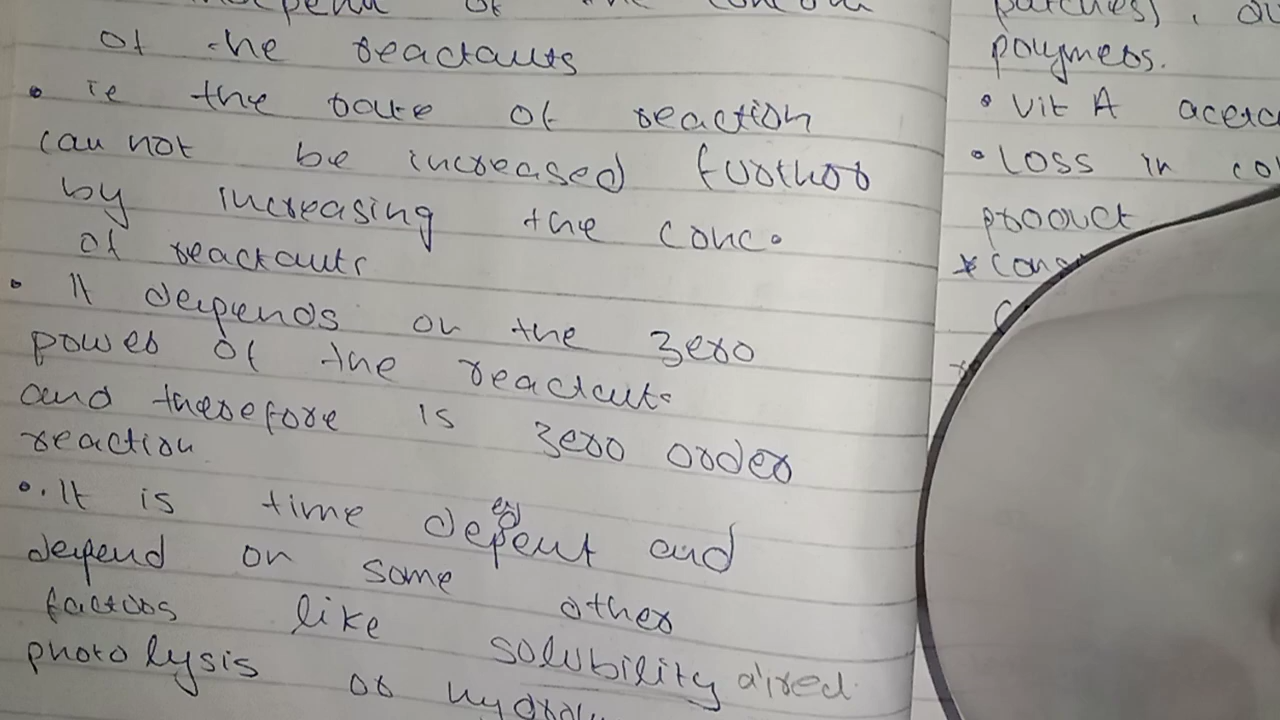 of the reactants
• ie the rate of reaction
can not be increased further
by increasing the conc.
of reactants
• It depends on the zero
power of the reactants
and therefore is zero order
reaction
• . It is time depent and
depend on some other
factors like solubility
photolysis or
polymers.
• Vit A
• Loss in
product